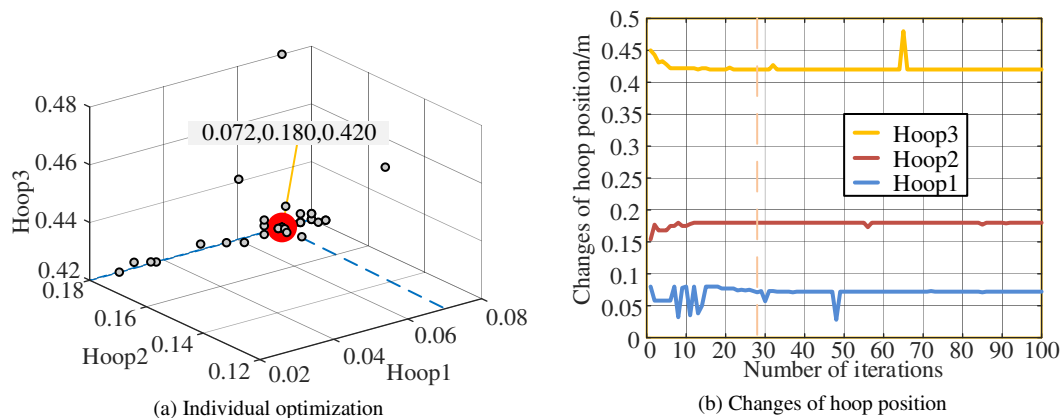 0.48
0.46
0.44
0.42
Hoop3
0.072,0.180,0.420
0.18
0.16
0.14
0.12
Hoop2
0.02
0.04
0.06
0.08
Hoop1
(a) Individual optimization
0.5
0.45
0.4
0.35
0.3
0.25
0.2
0.15
0.1
0.05
0
Changes of hoop position/m
Hoop3
Hoop2
Hoop1
0 10 20 30 40 50 60 70 80 90 100
Number of iterations
(b) Changes of hoop position